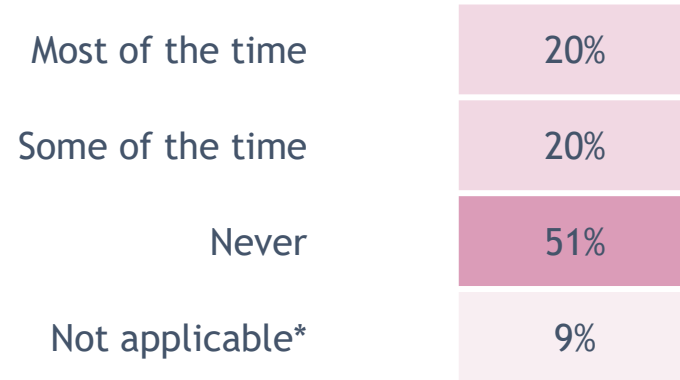 Most of the time 20%
Some of the time 20%
Never 51%
Not applicable* 9%